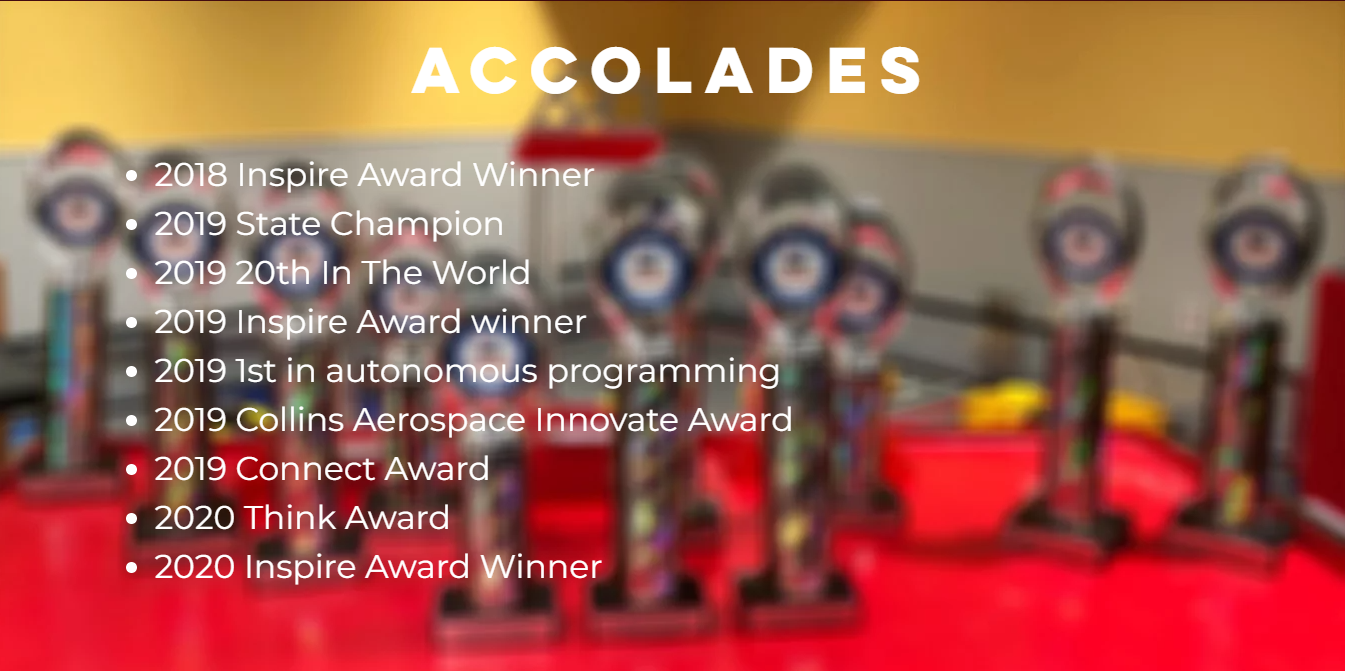 ACCOLADES
• 2018 Inspire Award Winner
• 2019 State Champion
• 2019 20th In The World
• 2019 Inspire Award winner
• 2019 1st in autonomous programming
• 2019 Collins Aerospace Innovate Award
• 2019 Connect Award
• 2020 Think Award
• 2020 Inspire Award Winner